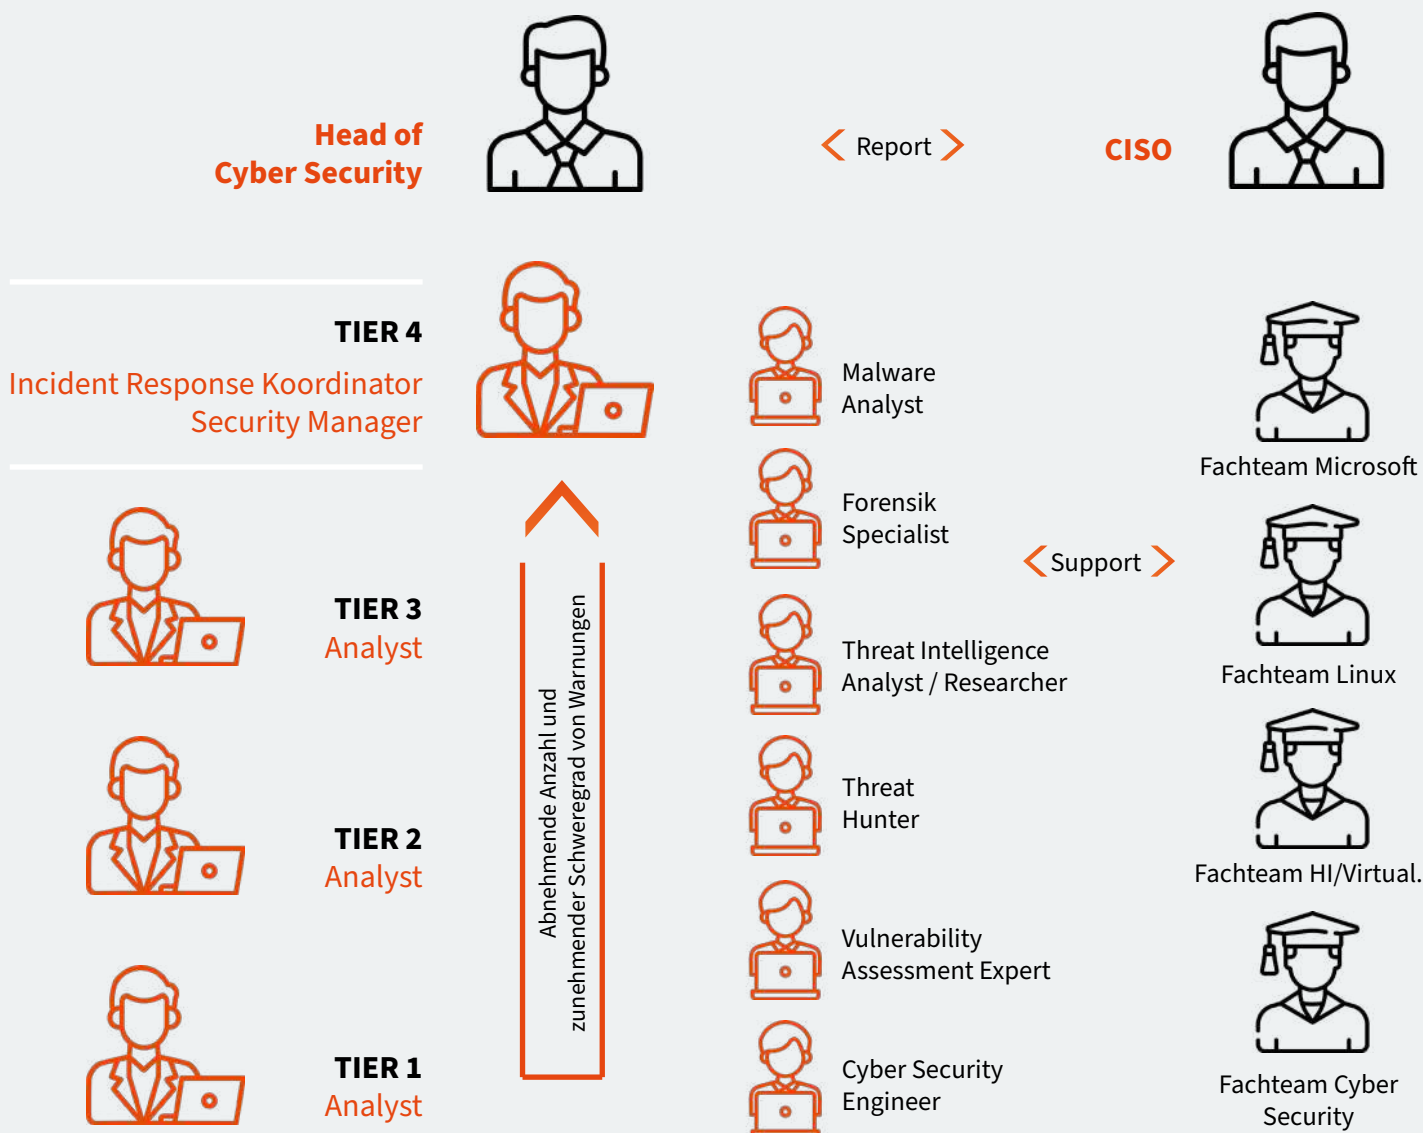 Head of
Cyber Security
Report
CISO
TIER 4
Incident Response Koordinator
Security Manager
TIER 3
Analyst
TIER 2
Analyst
TIER 1
Analyst
Abnehmende Anzahl und
zunehmender Schweregrad von Warnungen
Malware
Analyst
Forensik
Specialist
Threat Intelligence
Analyst / Researcher
Threat
Hunter
Vulnerability
Assessment Expert
Cyber Security
Engineer
Support
Fachteam Microsoft
Fachteam Linux
Fachteam HI/Virtual.
Fachteam Cyber
Security